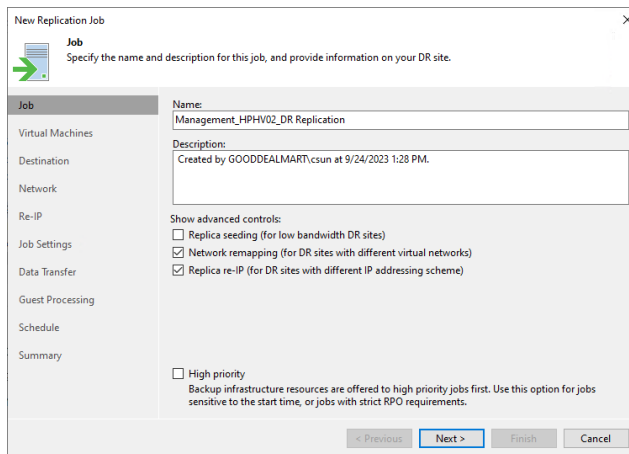 New Replication Job
Job
Specify the name and description for this job, and provide information on your DR site.
Job
Virtual Machines
Destination
Network
Re-IP
Job Settings
Data Transfer
Guest Processing
Schedule
Summary
Name:
Management_HPHV02_DR Replication
Description:
Created by GOODDEALMART\csun at 9/24/2023 1:28 PM.
Show advanced controls:
Replica seeding (for low bandwidth DR sites)
Network remapping (for DR sites with different virtual networks)
Replica re-IP (for DR sites with different IP addressing scheme)
High priority
Backup infrastructure resources are offered to high priority jobs first. Use this option for jobs
sensitive to the start time, or jobs with strict RPO requirements.
< Previous
Next >
Finish
Cancel